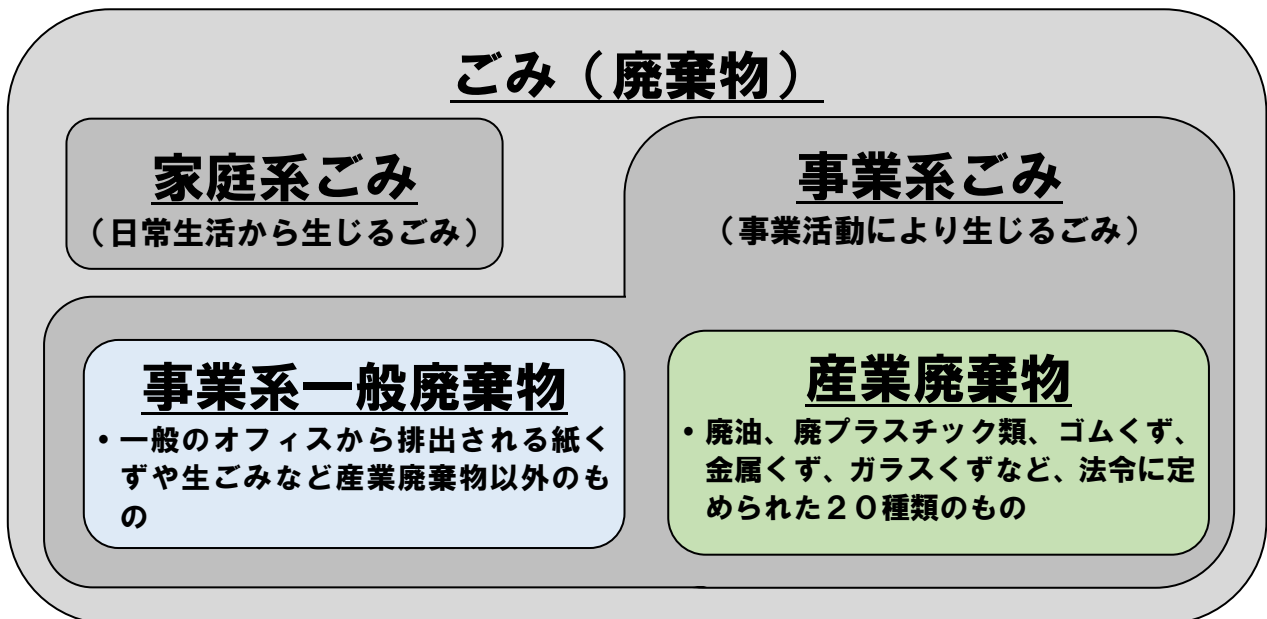 ごみ（廃棄物）
家庭系ごみ
（日常生活から生じるごみ）
事業系ごみ
（事業活動により生じるごみ）
事業系一般廃棄物
・一般のオフィスから排出される紙く
ずや生ごみなど産業廃棄物以外のも
の
産業廃棄物
・廃油、廃プラスチック類、ゴムくず、
金属くず、ガラスくずなど、法令に定
められた２０種類のもの